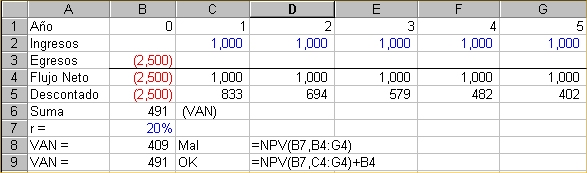 A B C D E F G
1 Año 0 1 2 3 4 5
2 Ingresos 1,000 1,000 1,000 1,000 1,000
3 Egresos (2,500)
4 Flujo Neto (2,500) 1,000 1,000 1,000 1,000 1,000
5 Descontado (2,500) 833 694 579 482 402
6 Suma 491 (VAN)
7 r = 20%
8 VAN = 409 Mal =NPV(B7,B4:G4)
9 VAN = 491 OK =NPV(B7,C4:G4)+B4